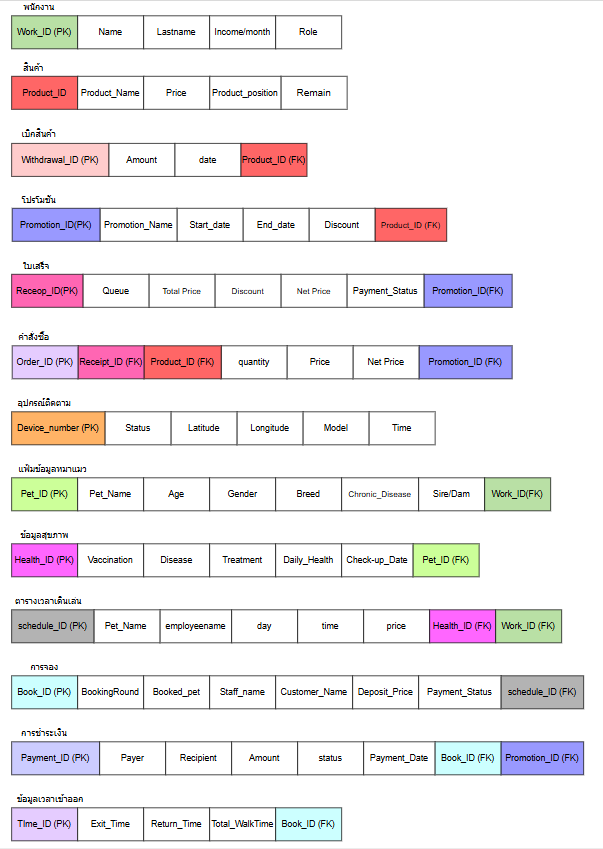 พนักงาน
Work_ID (PK) Name Lastname Income/month Role
สินค้า
Product_ID Product_Name Price Product_position Remain
เบิกสินค้า
Withdrawal_ID (PK) Amount date Product_ID (FK)
โปรโมชั่น
Promotion_ID(PK) Promotion_Name Start_date End_date Discount Product_ID (FK)
ใบเสร็จ
Receop_ID(PK) Queue Total Price Discount Net Price Payment_Status Promotion_ID(FK)
คำสั่งซื้อ
Order_ID (PK) Receipt_ID (FK) Product_ID (FK) quantity Price Net Price Promotion_ID (FK)
อุปกรณ์ติดตาม
Device_number (PK) Status Latitude Longitude Model Time
แฟ้มข้อมูลหมาแมว
Pet_ID (PK) Pet_Name Age Gender Breed Chronic_Disease Sire/Dam Work_ID(FK)
ข้อมูลสุขภาพ
Health_ID (PK) Vaccination Disease Treatment Daily_Health Check-up_Date Pet_ID (FK)
ตารางเวลาเดินเล่น
schedule_ID (PK) Pet_Name employeename day time price Health_ID (FK) Work_ID (FK)
การจอง
Book_ID (PK) BookingRound Booked_pet Staff_name Customer_Name Deposit_Price Payment_Status schedule_ID (FK)
การชำระเงิน
Payment_ID (PK) Payer Recipient Amount status Payment_Date Book_ID (FK) Promotion_ID (FK)
ข้อมูลเวลาเข้าออก
TIme_ID (PK) Exit_Time Return_Time Total_WalkTime Book_ID (FK)